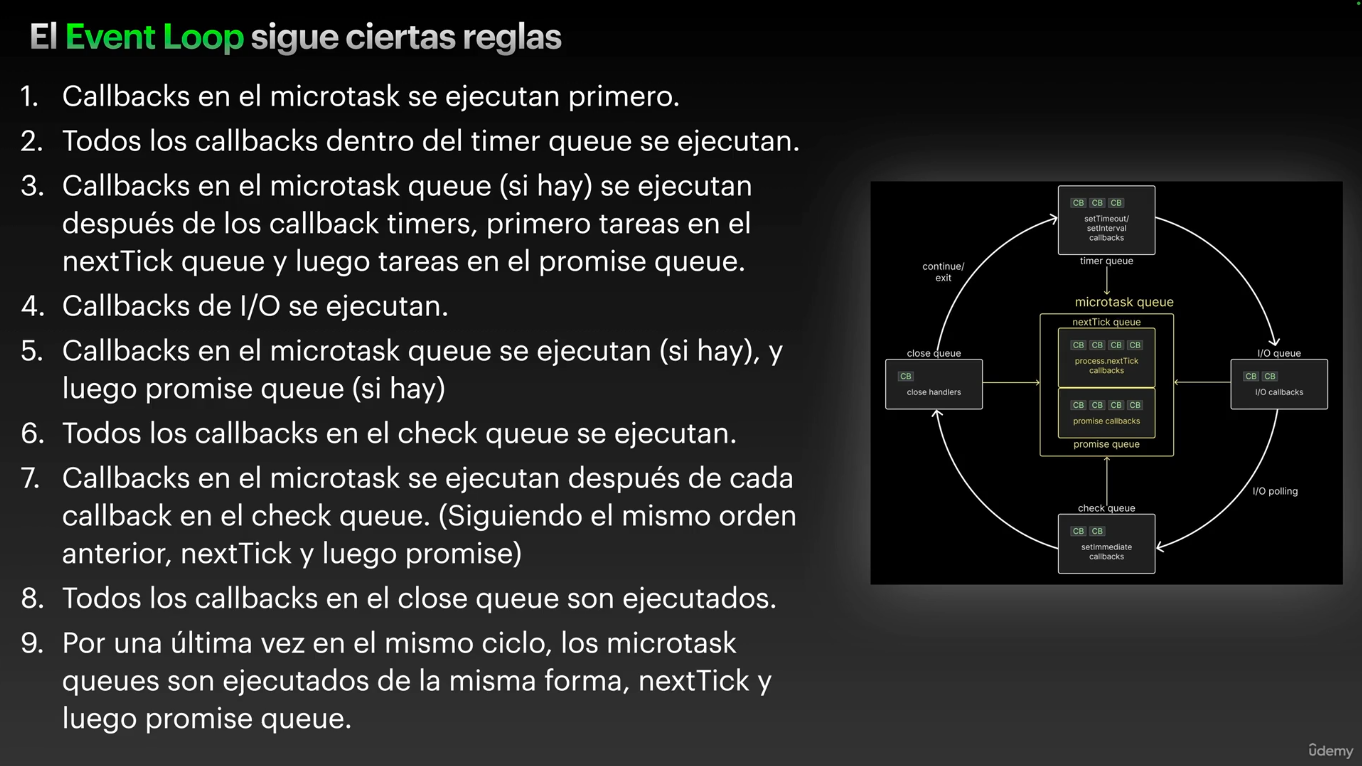 El Event Loop sigue ciertas reglas
1. Callbacks en el microtask se ejecutan primero.
2. Todos los callbacks dentro del timer queue se ejecutan.
3. Callbacks en el microtask queue (si hay) se ejecutan
después de los callback timers, primero tareas en el
nextTick queue y luego tareas en el promise queue.
4. Callbacks de I/O se ejecutan.
5. Callbacks en el microtask queue se ejecutan (si hay), y
luego promise queue (si hay)
6. Todos los callbacks en el check queue se ejecutan.
7. Callbacks en el microtask se ejecutan después de cada
callback en el check queue. (Siguiendo el mismo orden
anterior, nextTick y luego promise)
8. Todos los callbacks en el close queue son ejecutados.
9. Por una última vez en el mismo ciclo, los microtask
queues son ejecutados de la misma forma, nextTick y
luego promise queue.
CB CB CB
setTimeout/
setInterval
callbacks
timer queue
continue/
exit
microtask queue
nextTick queue
CB CB CB CB
process.nextTick
callbacks
CB CB CB CB
promise callbacks
promise queue
close queue
CB
close handlers
I/O queue
CB CB
I/O callbacks
I/O polling
check queue
CB CB
setImmediate
callbacks
ûdemy